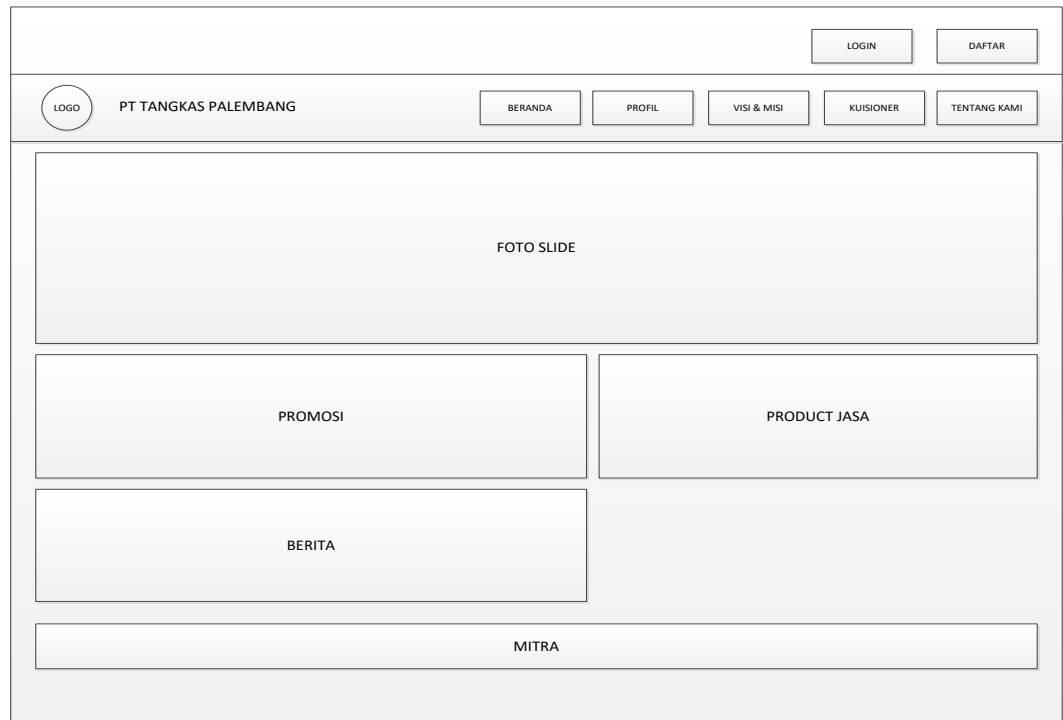 LOGIN
DAFTAR
LOGO
PT TANGKAS PALEMBANG
BERANDA
PROFIL
VISI & MISI
KUISIONER
TENTANG KAMI
FOTO SLIDE
PROMOSI
PRODUCT JASA
BERITA
MITRA